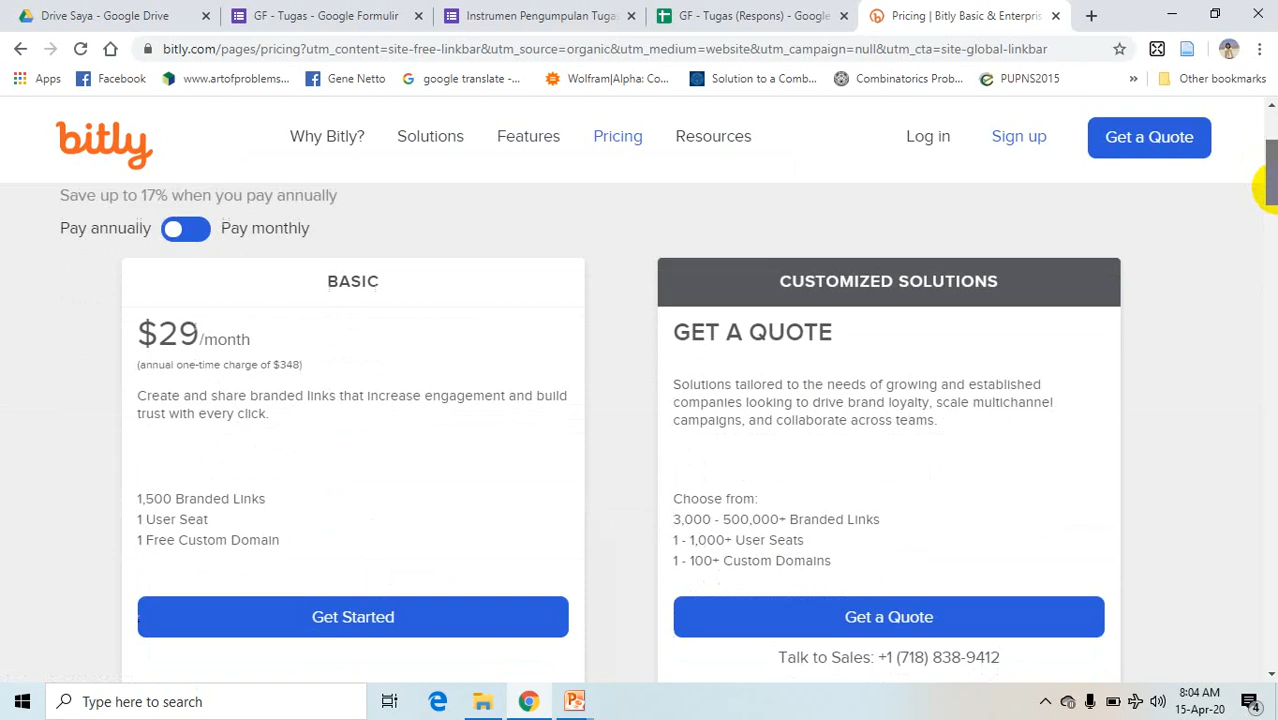 Drive Saya - Google Drive
GF - Tugas - Google Formuli
Instrumen Pengumpulan Tuga
GF - Tugas (Respons) - Google
Pricing | Bitly Basic & Enterpris
bitly.com/pages/pricing?utm_content=site-free-linkbar&utm_source=organic&utm_medium=website&utm_campaign=null&utm_cta=site-global-linkbar
Apps
Facebook
www.artofproblems...
Gene Netto
google translate -...
Wolfram|Alpha: Co...
Solution to a Comb...
Combinatorics Prob...
PUPNS2015
»
Other bookmarks
bitly
Why Bitly?
Solutions
Features
Pricing
Resources
Log in
Sign up
Get a Quote
Save up to 17% when you pay annually
Pay annually
Pay monthly
BASIC
$29/month
(annual one-time charge of $348)
Create and share branded links that increase engagement and build
trust with every click.
1,500 Branded Links
1 User Seat
1 Free Custom Domain
Get Started
CUSTOMIZED SOLUTIONS
GET A QUOTE
Solutions tailored to the needs of growing and established
companies looking to drive brand loyalty, scale multichannel
campaigns, and collaborate across teams.
Choose from:
3,000 - 500,000+ Branded Links
1 - 1,000+ User Seats
1 - 100+ Custom Domains
Get a Quote
Talk to Sales: +1 (718) 838-9412
Type here to search
8:04 AM
15-Apr-20
4